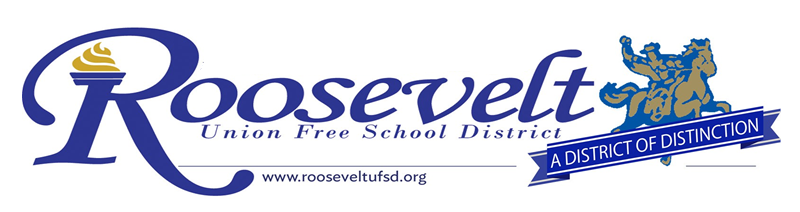 Roosevelt
Union Free School District
A DISTRICT OF DISTINCTION
www.rooseveltufsd.org